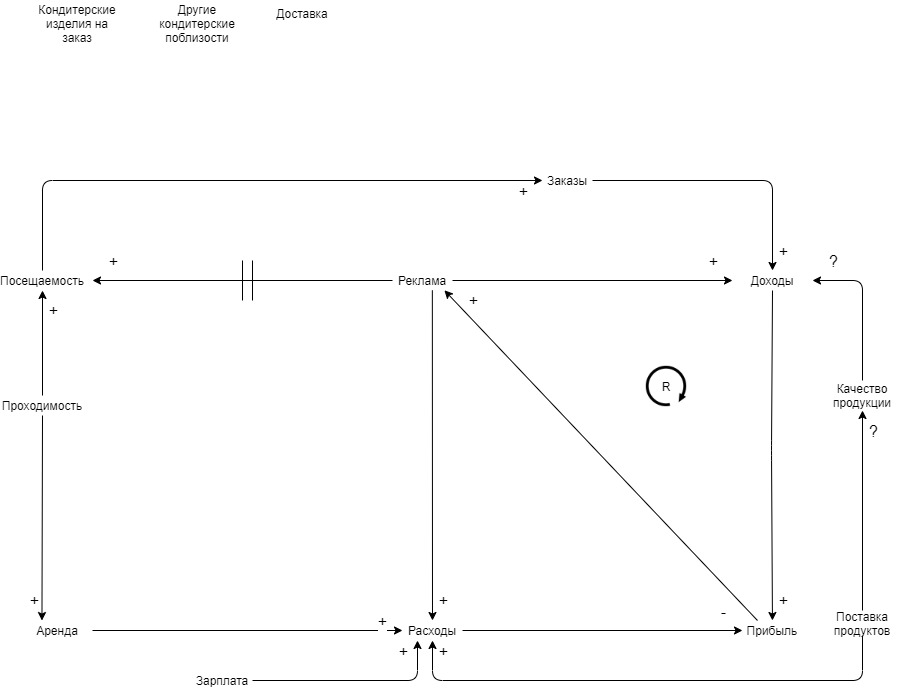 Кондитерские
изделия на
заказ
Другие
кондитерские
поблизости
Доставка
Заказы
+
+
+
+
?
Посещаемость
Реклама
Доходы
+
+
R
Качество
продукции
Проходимость
?
+
+
+
-
Поставка
продуктов
+
Аренда
Расходы
Прибыль
+
+
Зарплата